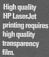 High quality
HP LaserJet
printing requires
high quality
transparency
film.